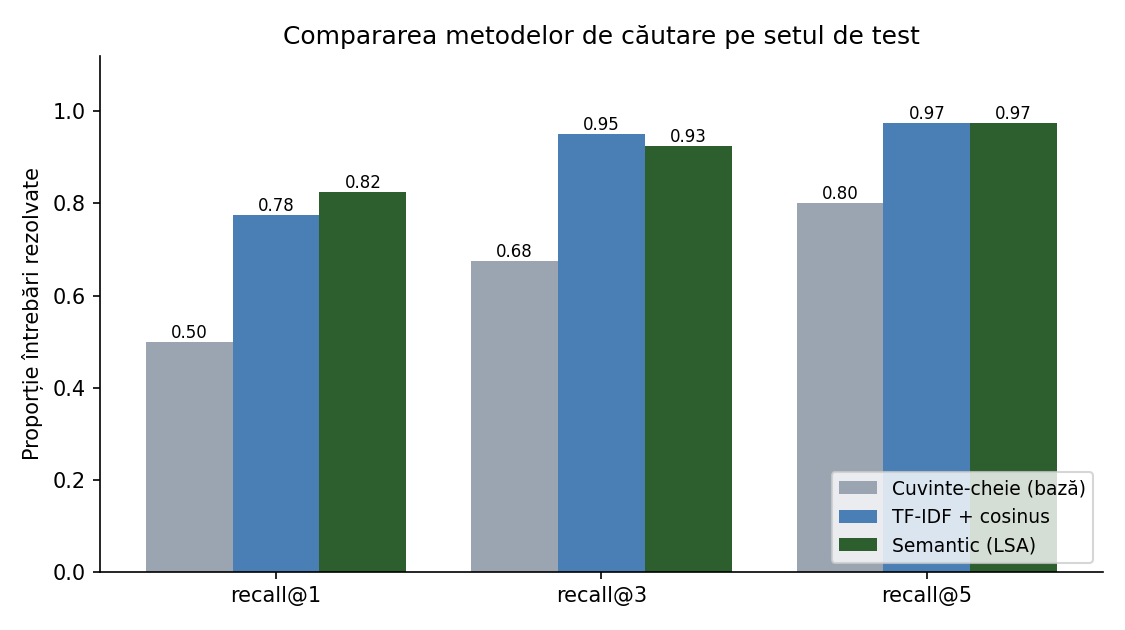 Compararea metodelor de căutare pe setul de test
Proporție întrebări rezolvate
1.0
0.8
0.6
0.4
0.2
0.0
0.50
0.78
0.82
0.68
0.95
0.93
0.80
0.97
0.97
Cuvinte-cheie (bază)
TF-IDF + cosinus
Semantic (LSA)
recall@1
recall@3
recall@5